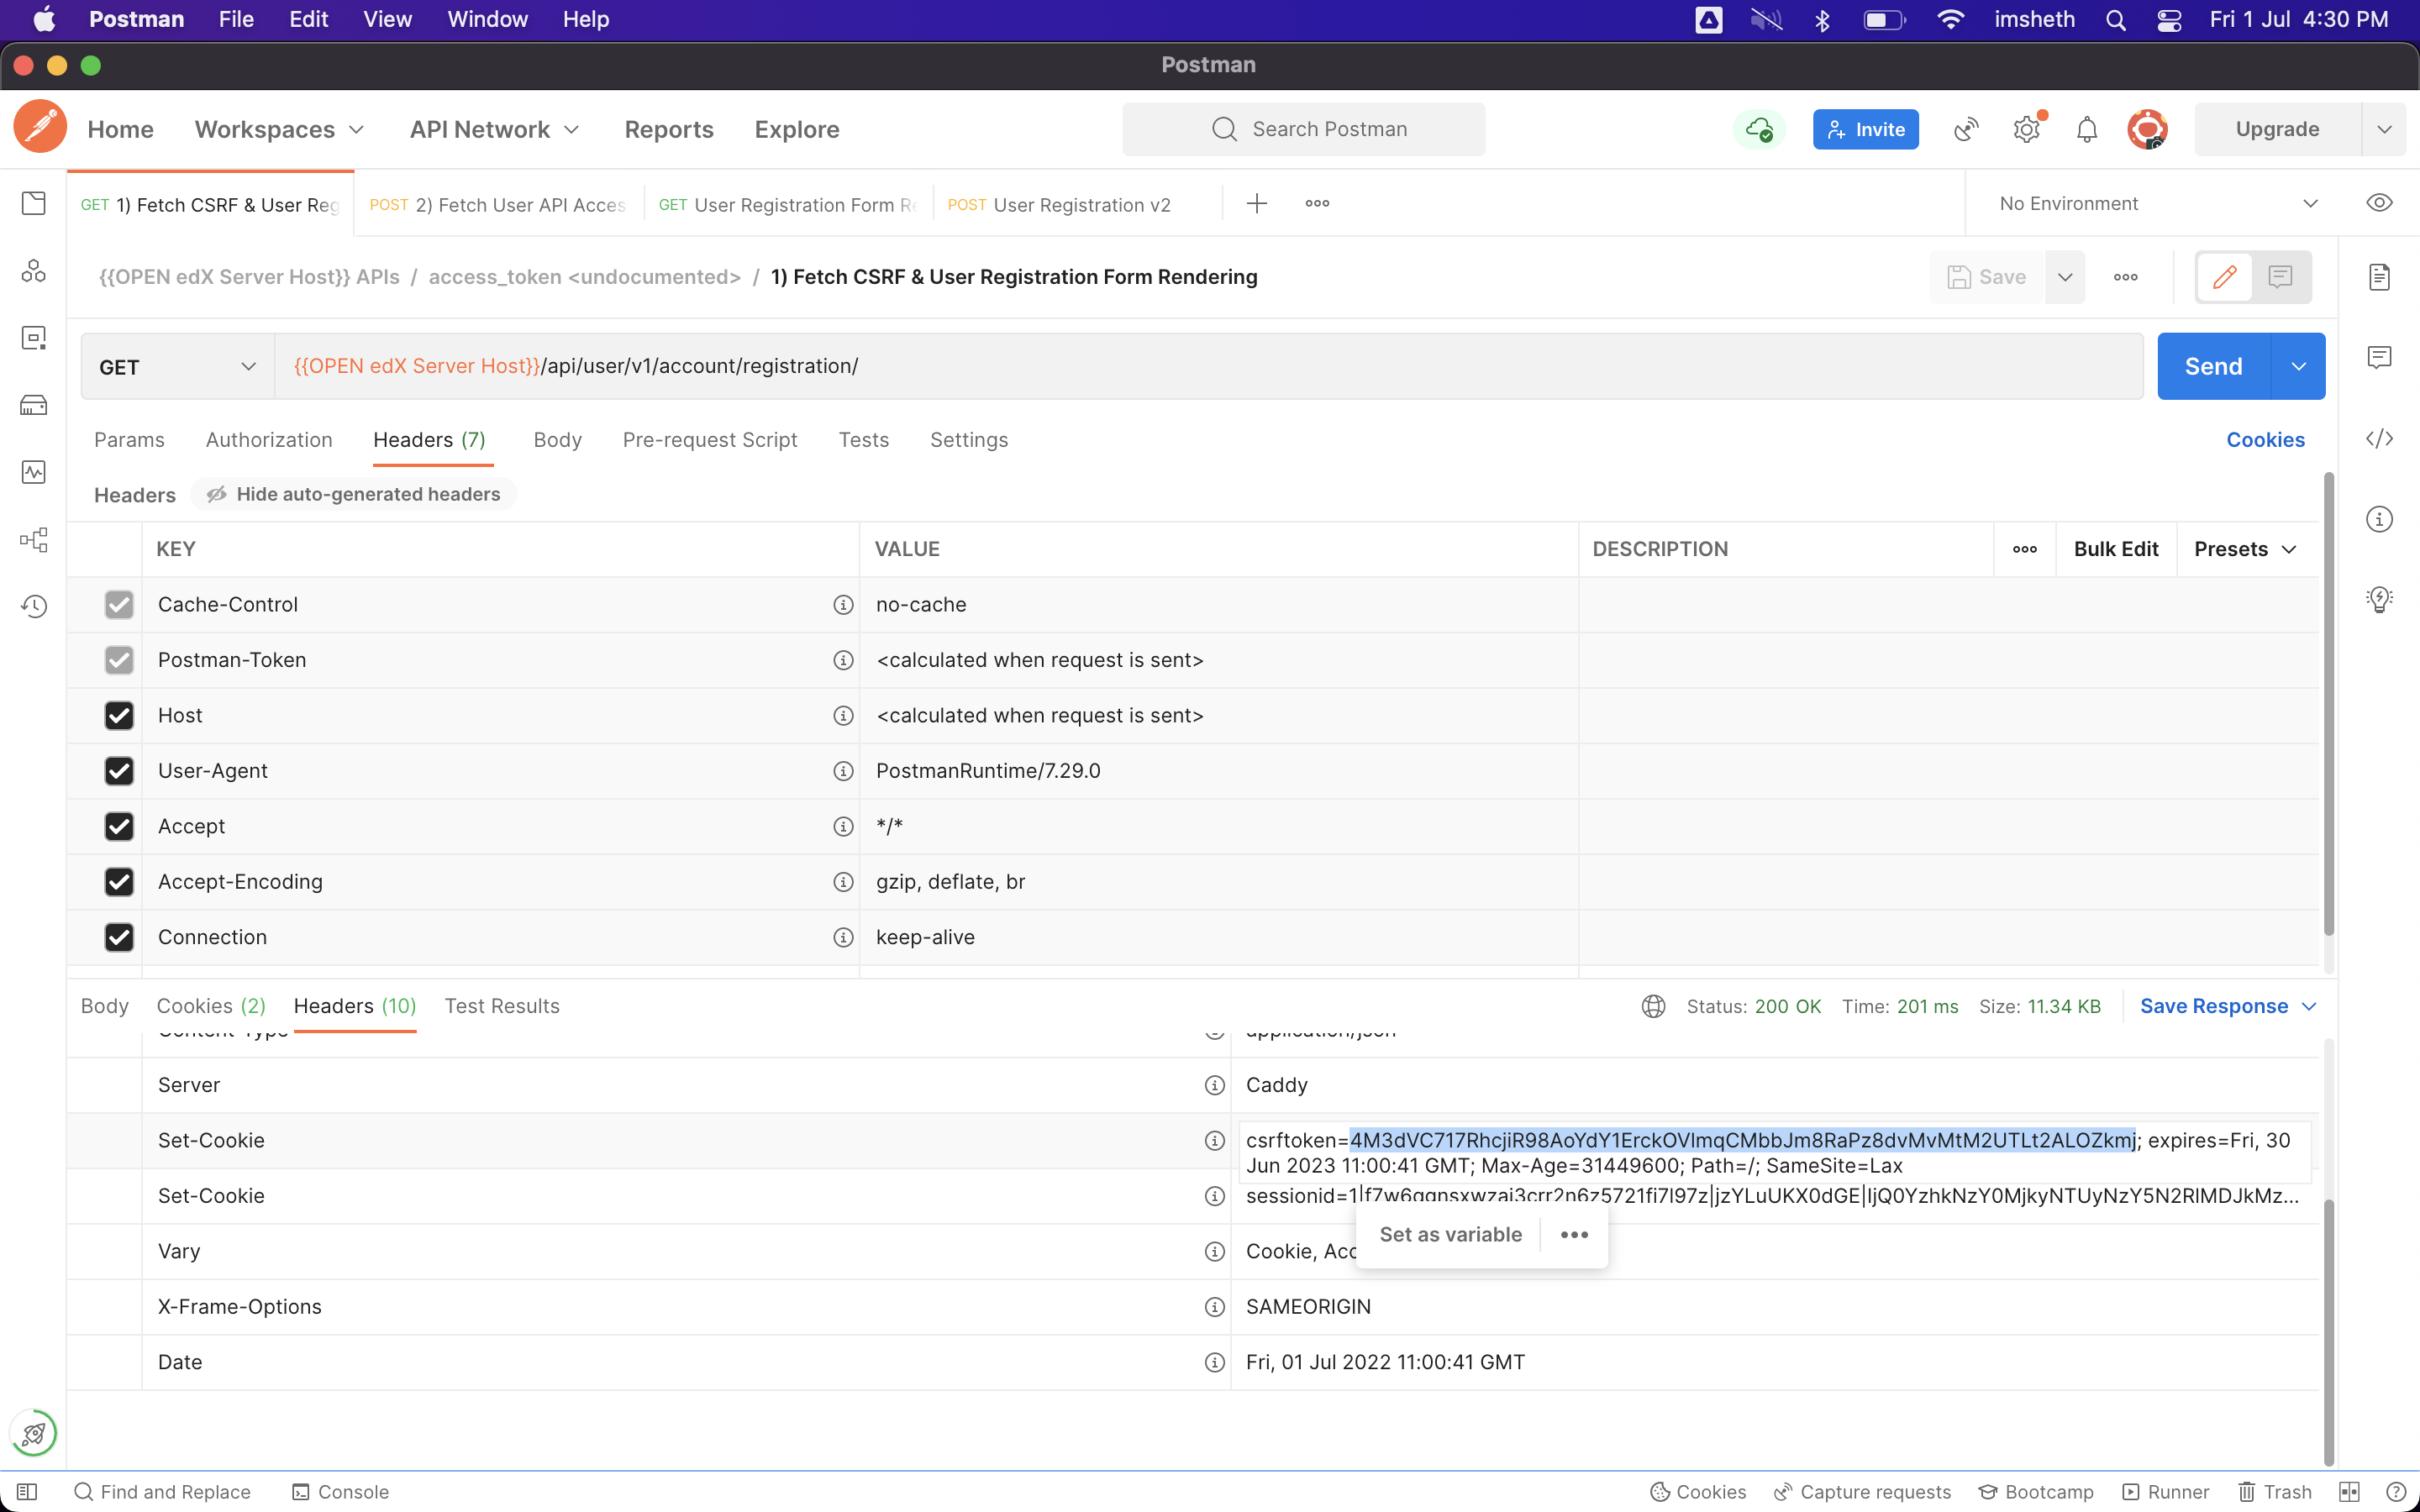 Postman File Edit View Window Help imsheth Fri 1 Jul 4:30 PM
Postman
Home Workspaces API Network Reports Explore Search Postman Invite Upgrade
GET 1) Fetch CSRF & User Reg POST 2) Fetch User API Acces GET User Registration Form Re POST User Registration v2 No Environment
{{OPEN edX Server Host}} APIs / access_token <undocumented> / 1) Fetch CSRF & User Registration Form Rendering Save
GET {{OPEN edX Server Host}}/api/user/v1/account/registration/ Send
Params Authorization Headers (7) Body Pre-request Script Tests Settings Cookies
Headers Hide auto-generated headers
KEY VALUE DESCRIPTION Bulk Edit Presets
Cache-Control no-cache
Postman-Token <calculated when request is sent>
Host <calculated when request is sent>
User-Agent PostmanRuntime/7.29.0
Accept */*
Accept-Encoding gzip, deflate, br
Connection keep-alive
Body Cookies (2) Headers (10) Test Results Status: 200 OK Time: 201 ms Size: 11.34 KB Save Response
Content-Type application/json
Server Caddy
Set-Cookie csrftoken=4M3dVC717RhcjiR98AoYdY1ErckOVlmqCMbbJm8RaPz8dvMvMtM2UTLt2ALOZkmj; expires=Fri, 30
Jun 2023 11:00:41 GMT; Max-Age=31449600; Path=/; SameSite=Lax
Set-Cookie
Set as variable
Vary Cookie,
X-Frame-Options SAMEORIGIN
Date Fri, 01 Jul 2022 11:00:41 GMT
Find and Replace Console Cookies Capture requests Bootcamp Runner Trash